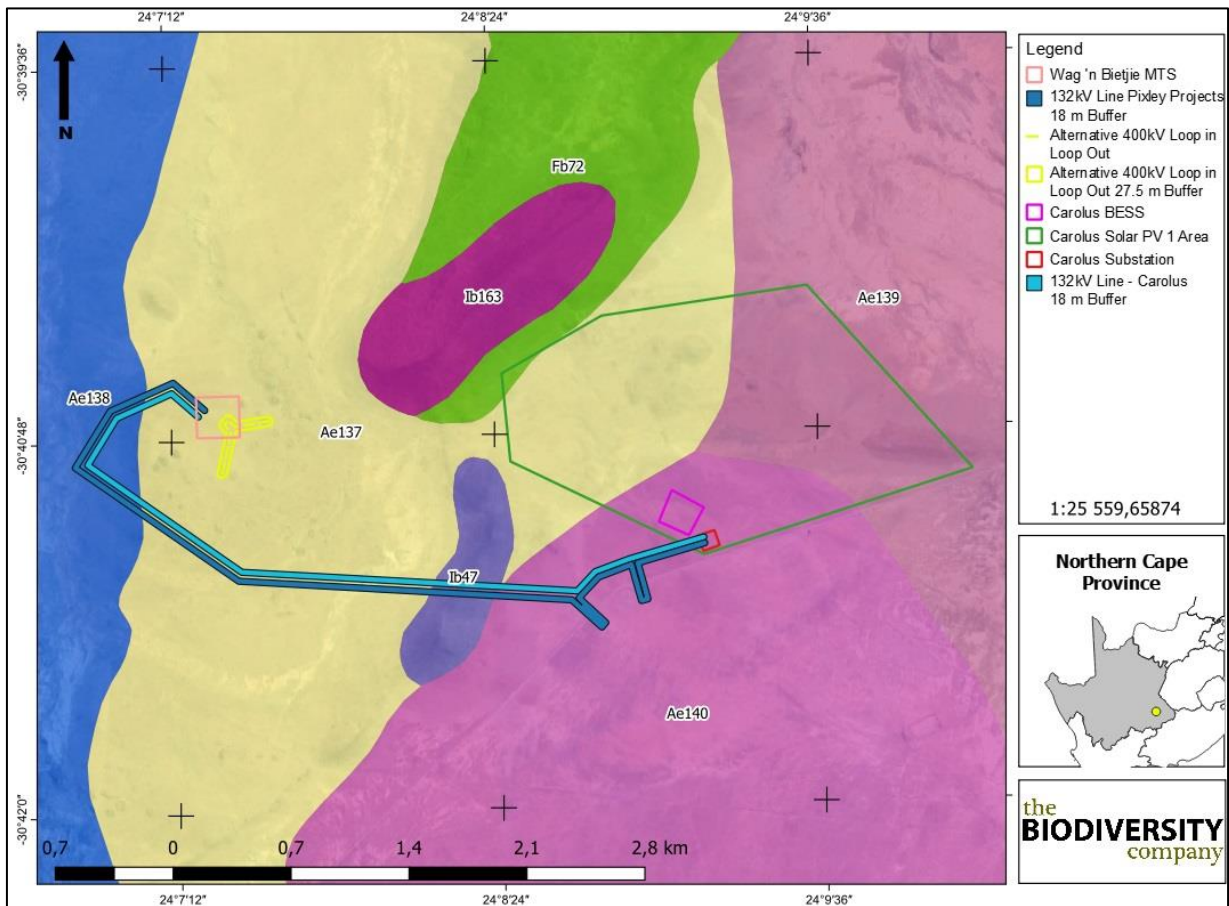 24°7'12" 24°8'24" 24°9'36"
-30°39'36"
-30°40'48"
-30°42'0"
N
Fb72
Ib163
Ae139
Ae138
Ae137
Ib47
Ae140
0,7 0 0,7 1,4 2,1 2,8 km
24°7'12" 24°8'24" 24°9'36"
Legend
Wag 'n Bietjie MTS
132kV Line Pixley Projects
18 m Buffer
Alternative 400kV Loop in
Loop Out
Alternative 400kV Loop in
Loop Out 27.5 m Buffer
Carolus BESS
Carolus Solar PV 1 Area
Carolus Substation
132kV Line - Carolus
18 m Buffer
1:25 559,65874
Northern Cape
Province
the
BIODIVERSITY
company